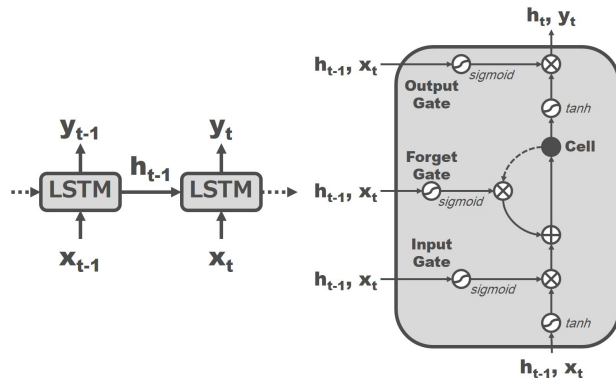 y_{t-1}
y_t
h_{t-1}
LSTM
LSTM
x_{t-1}
x_t
h_t, y_t
h_{t-1}, x_t
sigmoid
Output
Gate
tanh
Cell
Forget
Gate
h_{t-1}, x_t
sigmoid
Input
Gate
h_{t-1}, x_t
sigmoid
tanh
h_{t-1}, x_t